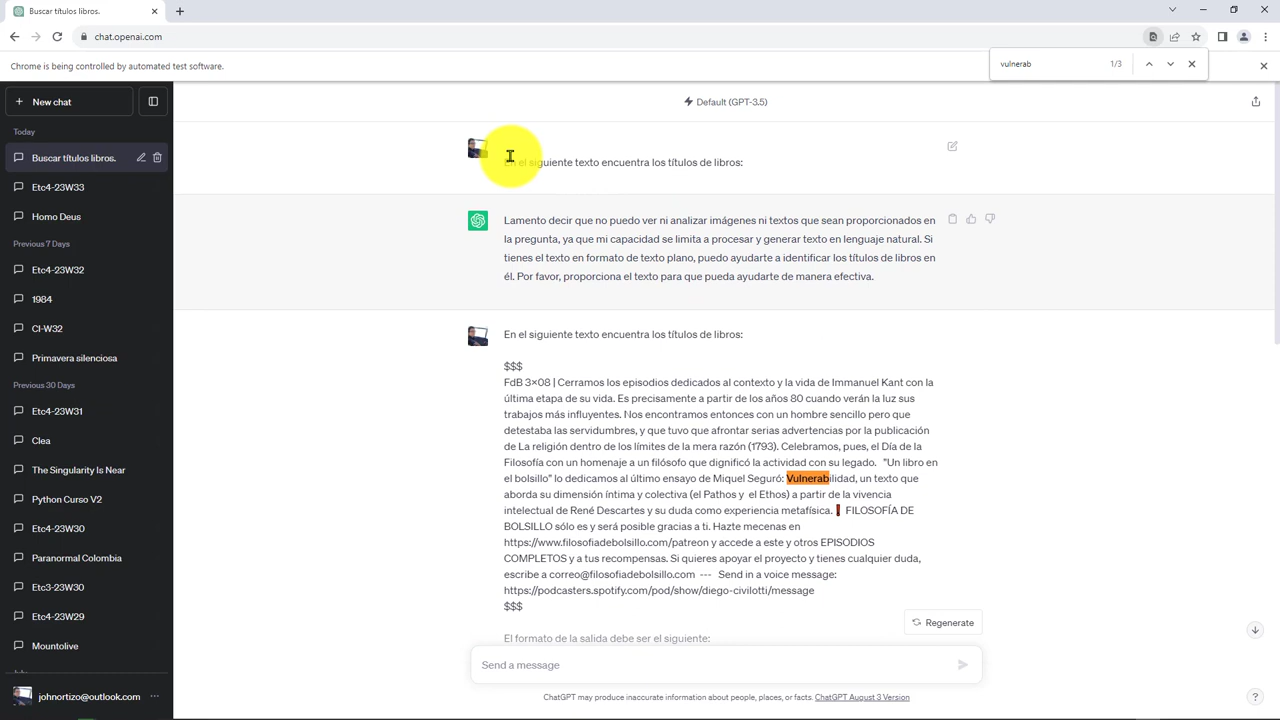 Buscar títulos libros.
chat.openai.com
Chrome is being controlled by automated test software.
vulnerab 1/3
New chat
Default (GPT-3.5)
Today
Buscar títulos libros.
Etc4-23W33
Homo Deus
Previous 7 Days
Etc4-23W32
1984
CI-W32
Primavera silenciosa
Previous 30 Days
Etc4-23W31
Clea
The Singularity Is Near
Python Curso V2
Etc4-23W30
Paranormal Colombia
Etc3-23W30
Etc4-23W29
Mountolive
johnortizo@outlook.com
En el siguiente texto encuentra los títulos de libros:
Lamento decir que no puedo ver ni analizar imágenes ni textos que sean proporcionados en
la pregunta, ya que mi capacidad se limita a procesar y generar texto en lenguaje natural. Si
tienes el texto en formato de texto plano, puedo ayudarte a identificar los títulos de libros en
él. Por favor, proporciona el texto para que pueda ayudarte de manera efectiva.
En el siguiente texto encuentra los títulos de libros:
$$$
FdB 3×08 | Cerramos los episodios dedicados al contexto y la vida de Immanuel Kant con la
última etapa de su vida. Es precisamente a partir de los años 80 cuando verán la luz sus
trabajos más influyentes. Nos encontramos entonces con un hombre sencillo pero que
detestaba las servidumbres, y que tuvo que afrontar serias advertencias por la publicación
de La religión dentro de los límites de la mera razón (1793). Celebramos, pues, el Día de la
Filosofía con un homenaje a un filósofo que dignificó la actividad con su legado. "Un libro en
el bolsillo" lo dedicamos al último ensayo de Miquel Seguró: Vulnerabilidad, un texto que
aborda su dimensión íntima y colectiva (el Pathos y el Ethos) a partir de la vivencia
intelectual de René Descartes y su duda como experiencia metafísica. FILOSOFÍA DE
BOLSILLO sólo es y será posible gracias a ti. Hazte mecenas en
https://www.filosofiadebolsillo.com/patreon y accede a este y otros EPISODIOS
COMPLETOS y a tus recompensas. Si quieres apoyar el proyecto y tienes cualquier duda,
escribe a correo@filosofiadebolsillo.com --- Send in a voice message:
https://podcasters.spotify.com/pod/show/diego-civilotti/message
$$$
El formato de la salida debe ser el siguiente:
Regenerate
Send a message
ChatGPT may produce inaccurate information about people, places, or facts. ChatGPT August 3 Version